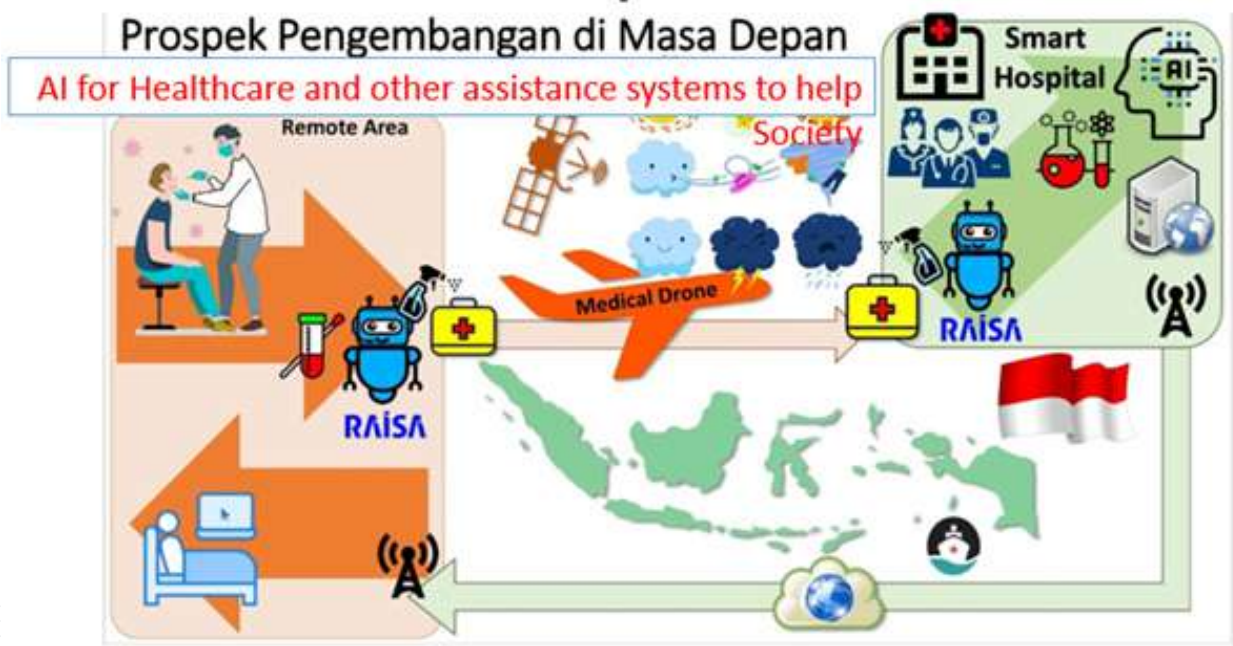 Prospek Pengembangan di Masa Depan
AI for Healthcare and other assistance systems to help
Society
Remote Area
Smart
Hospital
AI
Medical Drone
RAISA
RAISA